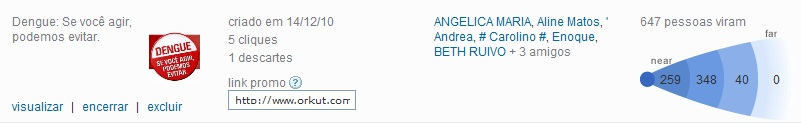 Dengue: Se você agir,
podemos evitar.
DENGUE
SE VOCÊ AGIR,
PODEMOS
EVITAR.
visualizar | encerrar | excluir
criado em 14/12/10
5 cliques
1 descartes
link promo ?
http://www.orkut.com
ANGELICA MARIA, Aline Matos, '
Andrea, # Carolino #, Enoque,
BETH RUIVO + 3 amigos
647 pessoas viram
far
near
259 348 40 0